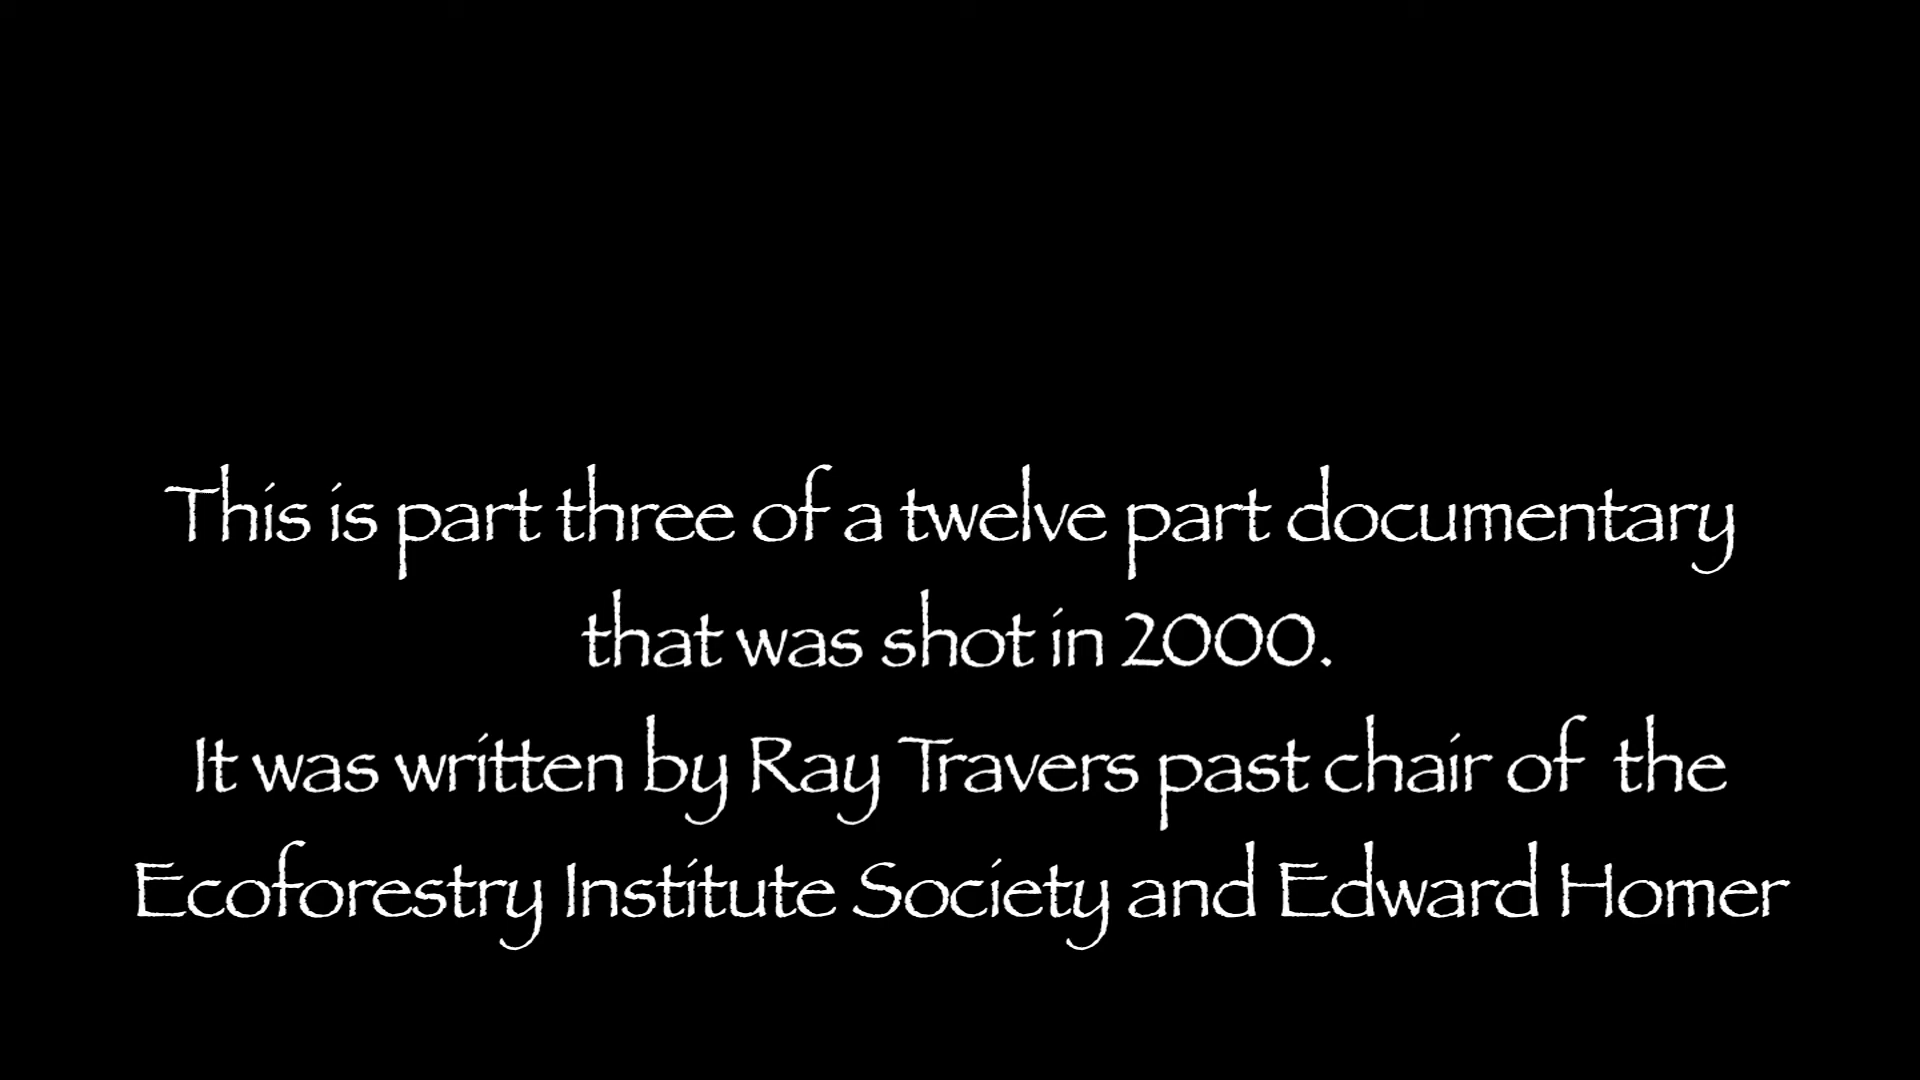 This is part three of a twelve part documentary
that was shot in 2000.
It was written by Ray Travers past chair of the
Ecoforestry Institute Society and Edward Homer